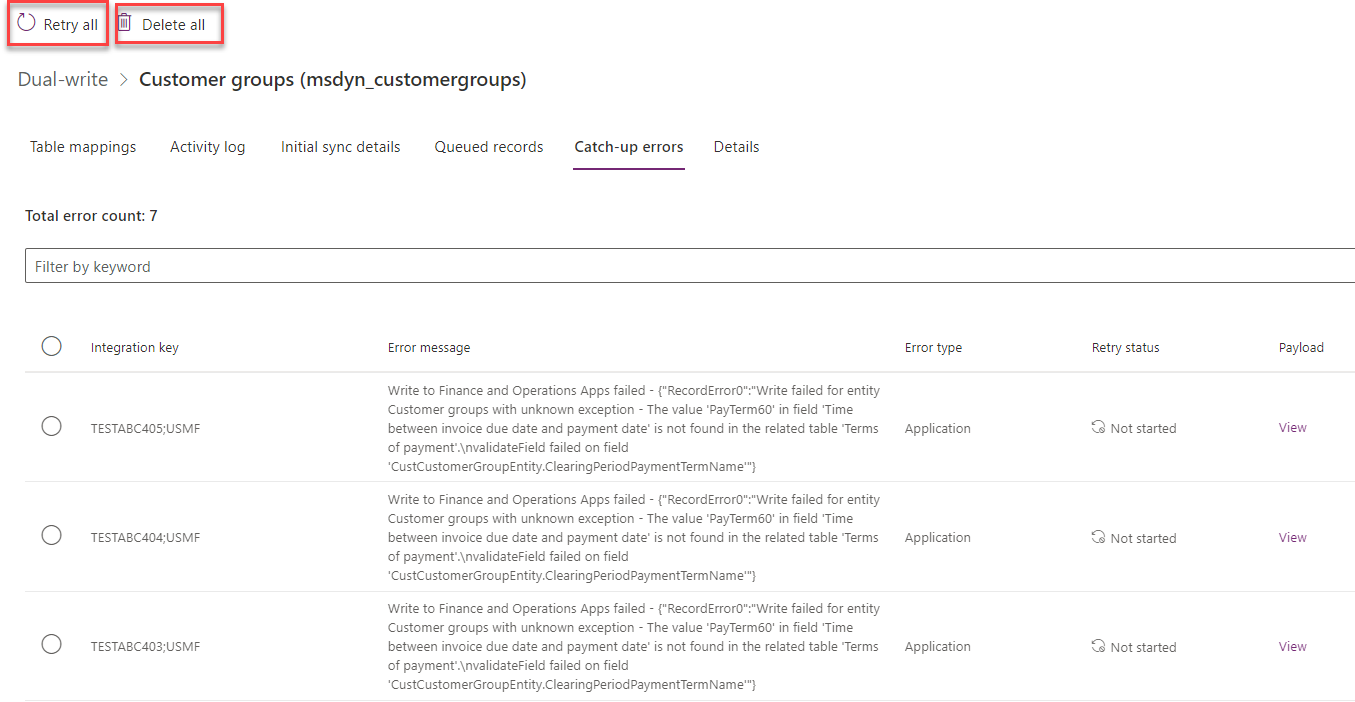 Retry all Delete all
Dual-write > Customer groups (msdyn_customergroups)
Table mappings Activity log Initial sync details Queued records Catch-up errors Details
Total error count: 7
Filter by keyword
Integration key Error message Error type Retry status Payload
Write to Finance and Operations Apps failed - {"RecordError0":"Write failed for entity
Customer groups with unknown exception - The value 'PayTerm60' in field 'Time
TESTABC405;USMF between invoice due date and payment date' is not found in the related table 'Terms Application Not started View
of payment'.\nvalidateField failed on field
'CustCustomerGroupEntity.ClearingPeriodPaymentTermName'"}
Write to Finance and Operations Apps failed - {"RecordError0":"Write failed for entity
Customer groups with unknown exception - The value 'PayTerm60' in field 'Time
TESTABC404;USMF between invoice due date and payment date' is not found in the related table 'Terms Application Not started View
of payment'.\nvalidateField failed on field
'CustCustomerGroupEntity.ClearingPeriodPaymentTermName'"}
Write to Finance and Operations Apps failed - {"RecordError0":"Write failed for entity
Customer groups with unknown exception - The value 'PayTerm60' in field 'Time
TESTABC403;USMF between invoice due date and payment date' is not found in the related table 'Terms Application Not started View
of payment'.\nvalidateField failed on field
'CustCustomerGroupEntity.ClearingPeriodPaymentTermName'"}